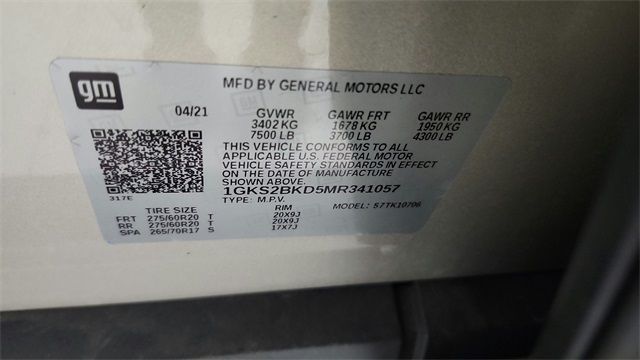 gm
MFD BY GENERAL MOTORS LLC
04/21 GVWR GAWR FRT GAWR RR
3402 KG 1678 KG 1950 KG
7500 LB 3700 LB 4300 LB
THIS VEHICLE CONFORMS TO ALL
APPLICABLE U.S. FEDERAL MOTOR
VEHICLE SAFETY STANDARDS IN EFFECT
ON THE DATE OF MANUFACTURE
SHOWN ABOVE.
1GKS2BKD5MR341057
317E
TYPE: M.P.V. MODEL: S7TK10706
TIRE SIZE RIM
FRT 275/60R20 T 20X9J
RR 275/60R20 T 20X9J
SPA 265/70R17 S 17X7J